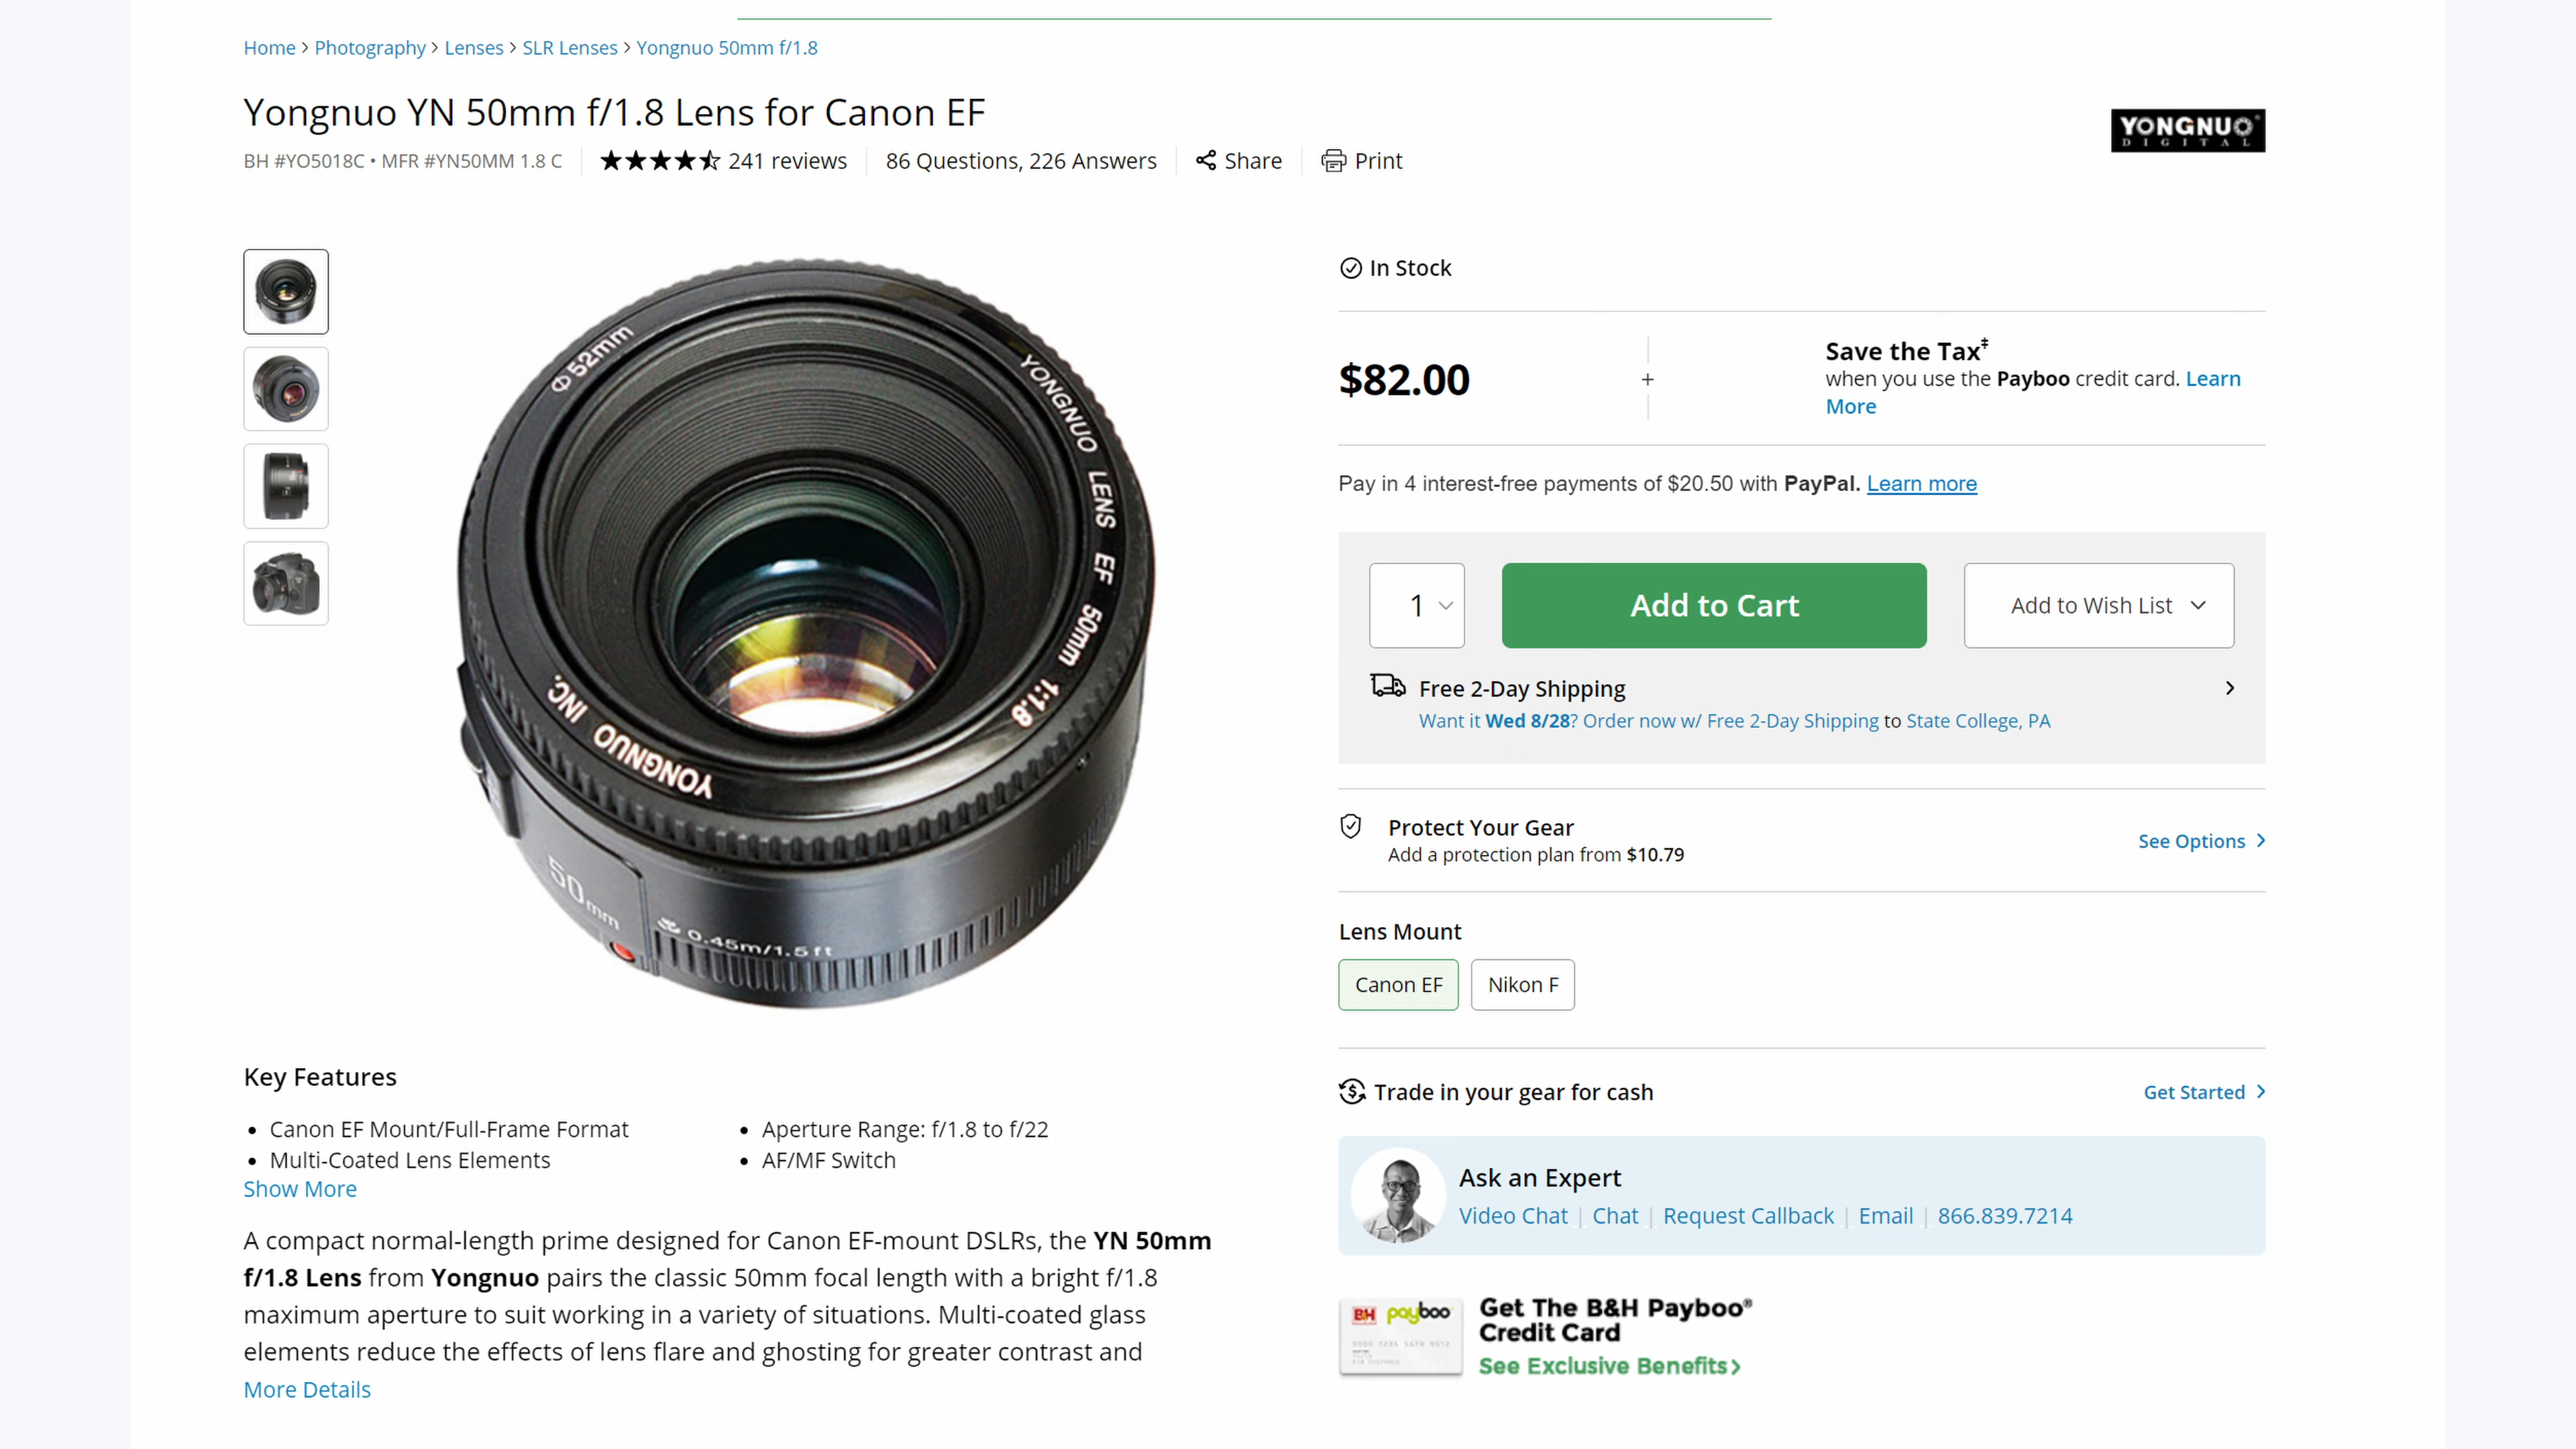 Home > Photography > Lenses > SLR Lenses > Yongnuo 50mm f/1.8
Yongnuo YN 50mm f/1.8 Lens for Canon EF
BH #YO5018C • MFR #YN50MM 1.8 C
241 reviews
86 Questions, 226 Answers
Share
Print
YONGNUO
DIGITAL
Φ52mm
YONGNUO LENS EF 50mm 1:1.8
YONGNUO INC.
50mm
0.45m/1.5ft
Key Features
• Canon EF Mount/Full-Frame Format
• Multi-Coated Lens Elements
• Aperture Range: f/1.8 to f/22
• AF/MF Switch
Show More
A compact normal-length prime designed for Canon EF-mount DSLRs, the YN 50mm
f/1.8 Lens from Yongnuo pairs the classic 50mm focal length with a bright f/1.8
maximum aperture to suit working in a variety of situations. Multi-coated glass
elements reduce the effects of lens flare and ghosting for greater contrast and
More Details
In Stock
$82.00
+
Save the Tax‡
when you use the Payboo credit card. Learn
More
Pay in 4 interest-free payments of $20.50 with PayPal. Learn more
1
Add to Cart
Add to Wish List
Free 2-Day Shipping
Want it Wed 8/28? Order now w/ Free 2-Day Shipping to State College, PA
Protect Your Gear
Add a protection plan from $10.79
See Options
Lens Mount
Canon EF
Nikon F
Trade in your gear for cash
Get Started
Ask an Expert
Video Chat | Chat | Request Callback | Email | 866.839.7214
B&H payboo
Get The B&H Payboo®
Credit Card
See Exclusive Benefits